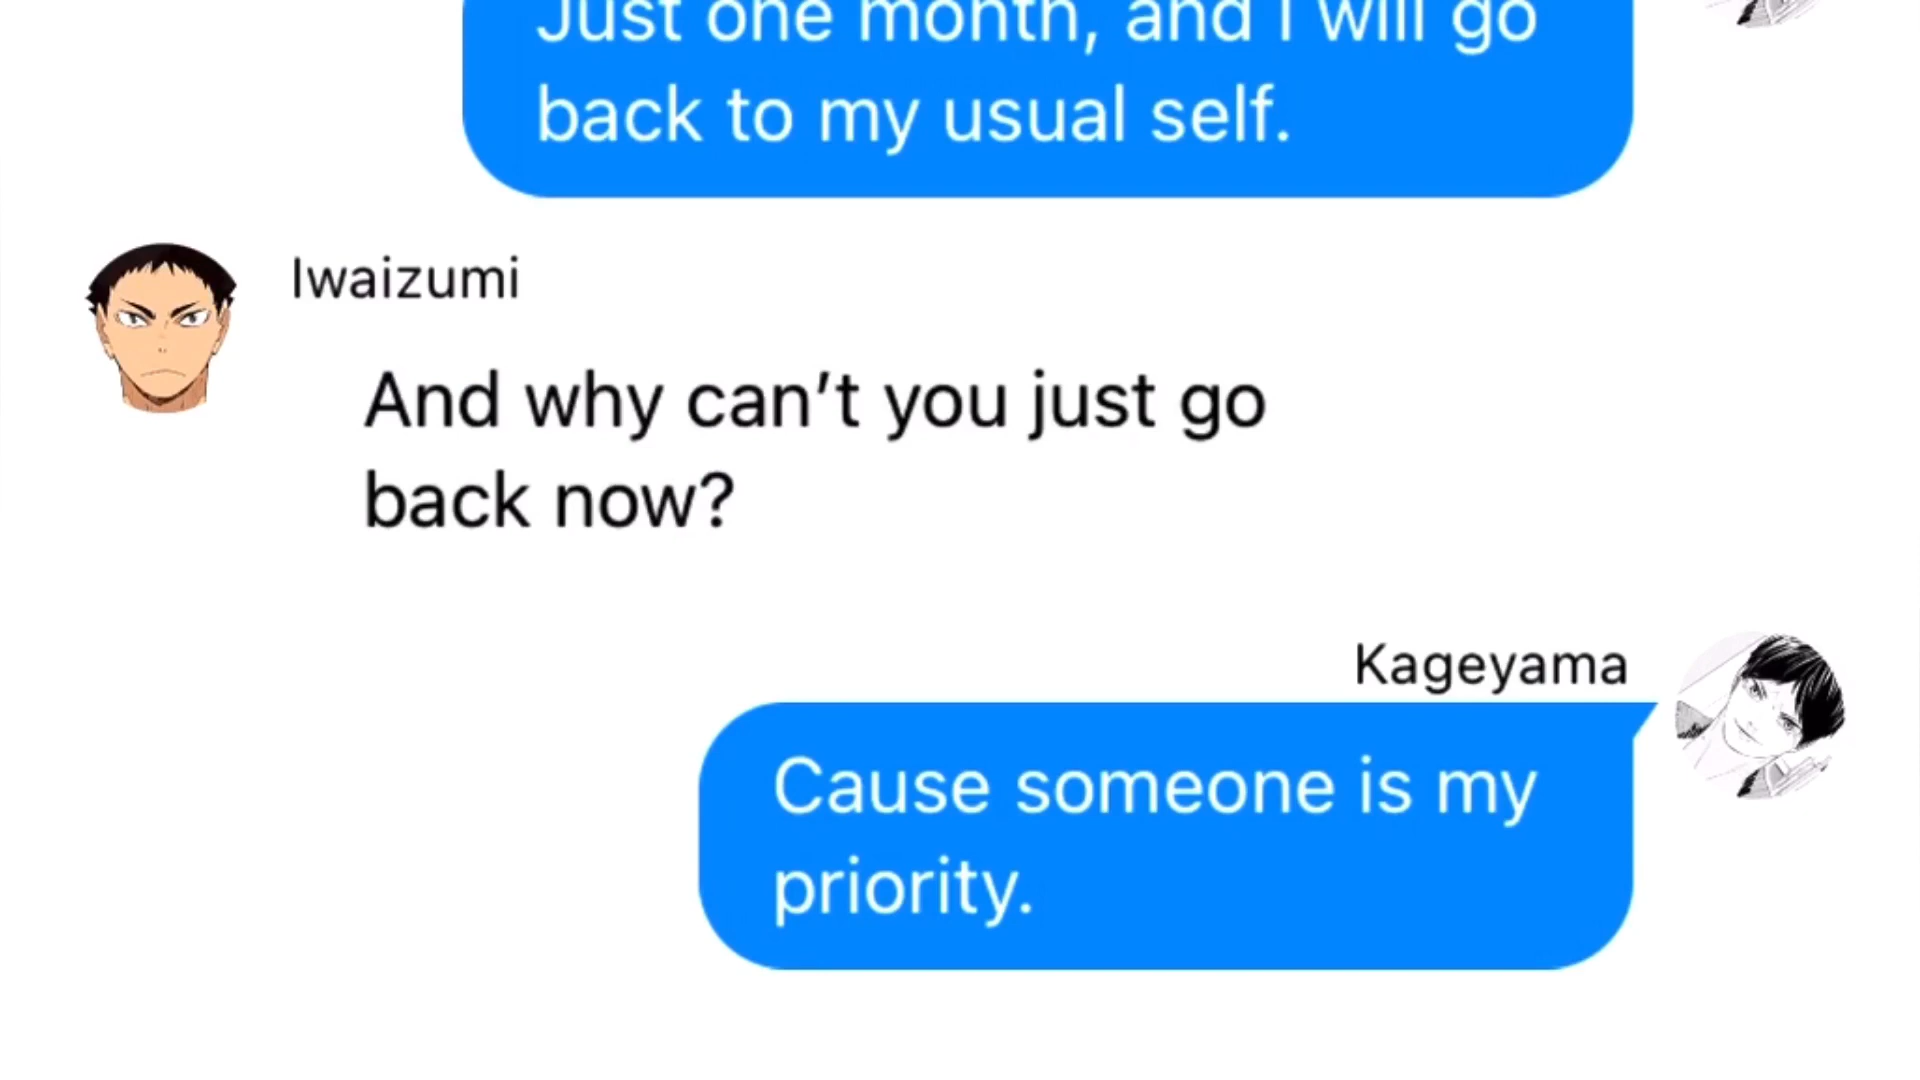 Just one month, and I will go
back to my usual self.
Iwaizumi
And why can’t you just go
back now?
Kageyama
Cause someone is my
priority.